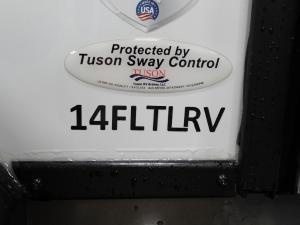 USA
Protected by
Tuson Sway Control
TUSON
14FLTLRV